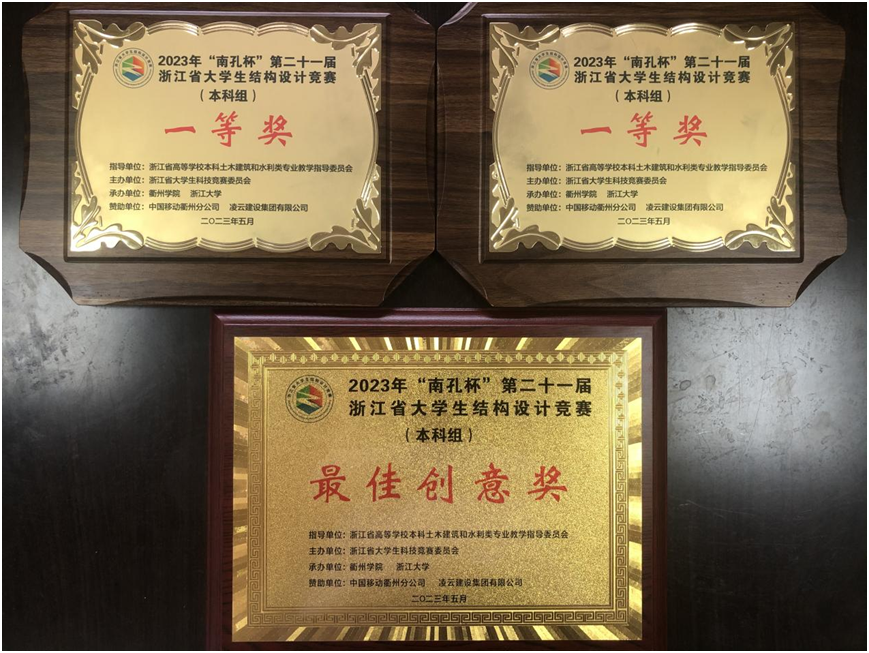 2023年“南孔杯”第二十一届
浙江省大学生结构设计竞赛
（本科组）
一等奖
指导单位：浙江省高等学校本科土木建筑和水利类专业教学指导委员会
主办单位：浙江省大学生科技竞赛委员会
承办单位：衢州学院 浙江大学
赞助单位：中国移动衢州分公司 凌云建设集团有限公司
二〇二三年五月
2023年“南孔杯”第二十一届
浙江省大学生结构设计竞赛
（本科组）
一等奖
指导单位：浙江省高等学校本科土木建筑和水利类专业教学指导委员会
主办单位：浙江省大学生科技竞赛委员会
承办单位：衢州学院 浙江大学
赞助单位：中国移动衢州分公司 凌云建设集团有限公司
二〇二三年五月
2023年“南孔杯”第二十一届
浙江省大学生结构设计竞赛
（本科组）
最佳创意奖
指导单位：浙江省高等学校本科土木建筑和水利类专业教学指导委员会
主办单位：浙江省大学生科技竞赛委员会
承办单位：衢州学院 浙江大学
赞助单位：中国移动衢州分公司 凌云建设集团有限公司
二〇二三年五月